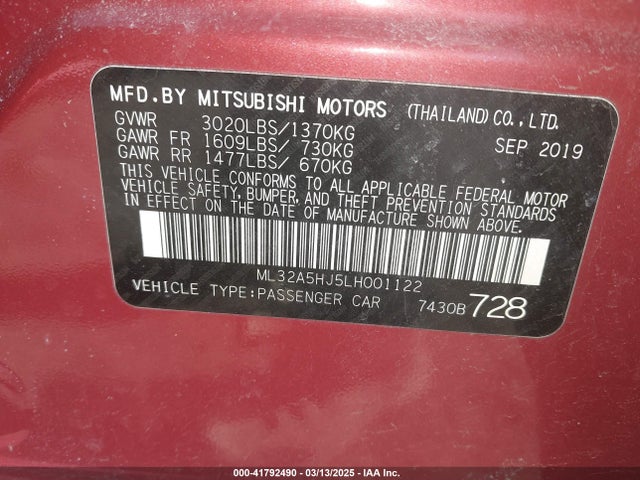 MFD.BY MITSUBISHI MOTORS (THAILAND)CO.,LTD.
GVWR 3020LBS/1370KG SEP 2019
GAWR FR 1609LBS/ 730KG
GAWR RR 1477LBS/ 670KG
THIS VEHICLE CONFORMS TO ALL APPLICABLE FEDERAL MOTOR
VEHICLE SAFETY, BUMPER, AND THEFT PREVENTION STANDARDS
IN EFFECT ON THE DATE OF MANUFACTURE SHOWN ABOVE.
ML32A5HJ5LH001122
VEHICLE TYPE:PASSENGER CAR 7430B 728
000-41792490 - 03/13/2025 - IAA Inc.